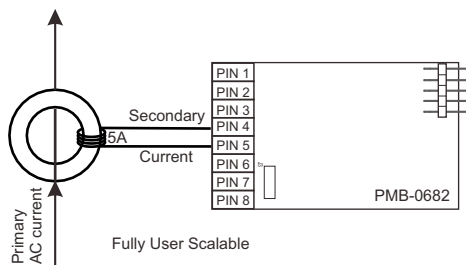 PIN 1
PIN 2
PIN 3
PIN 4
PIN 5
PIN 6
PIN 7
PIN 8
Secondary
5A
Current
PMB-0682
Primary
AC current
Fully User Scalable